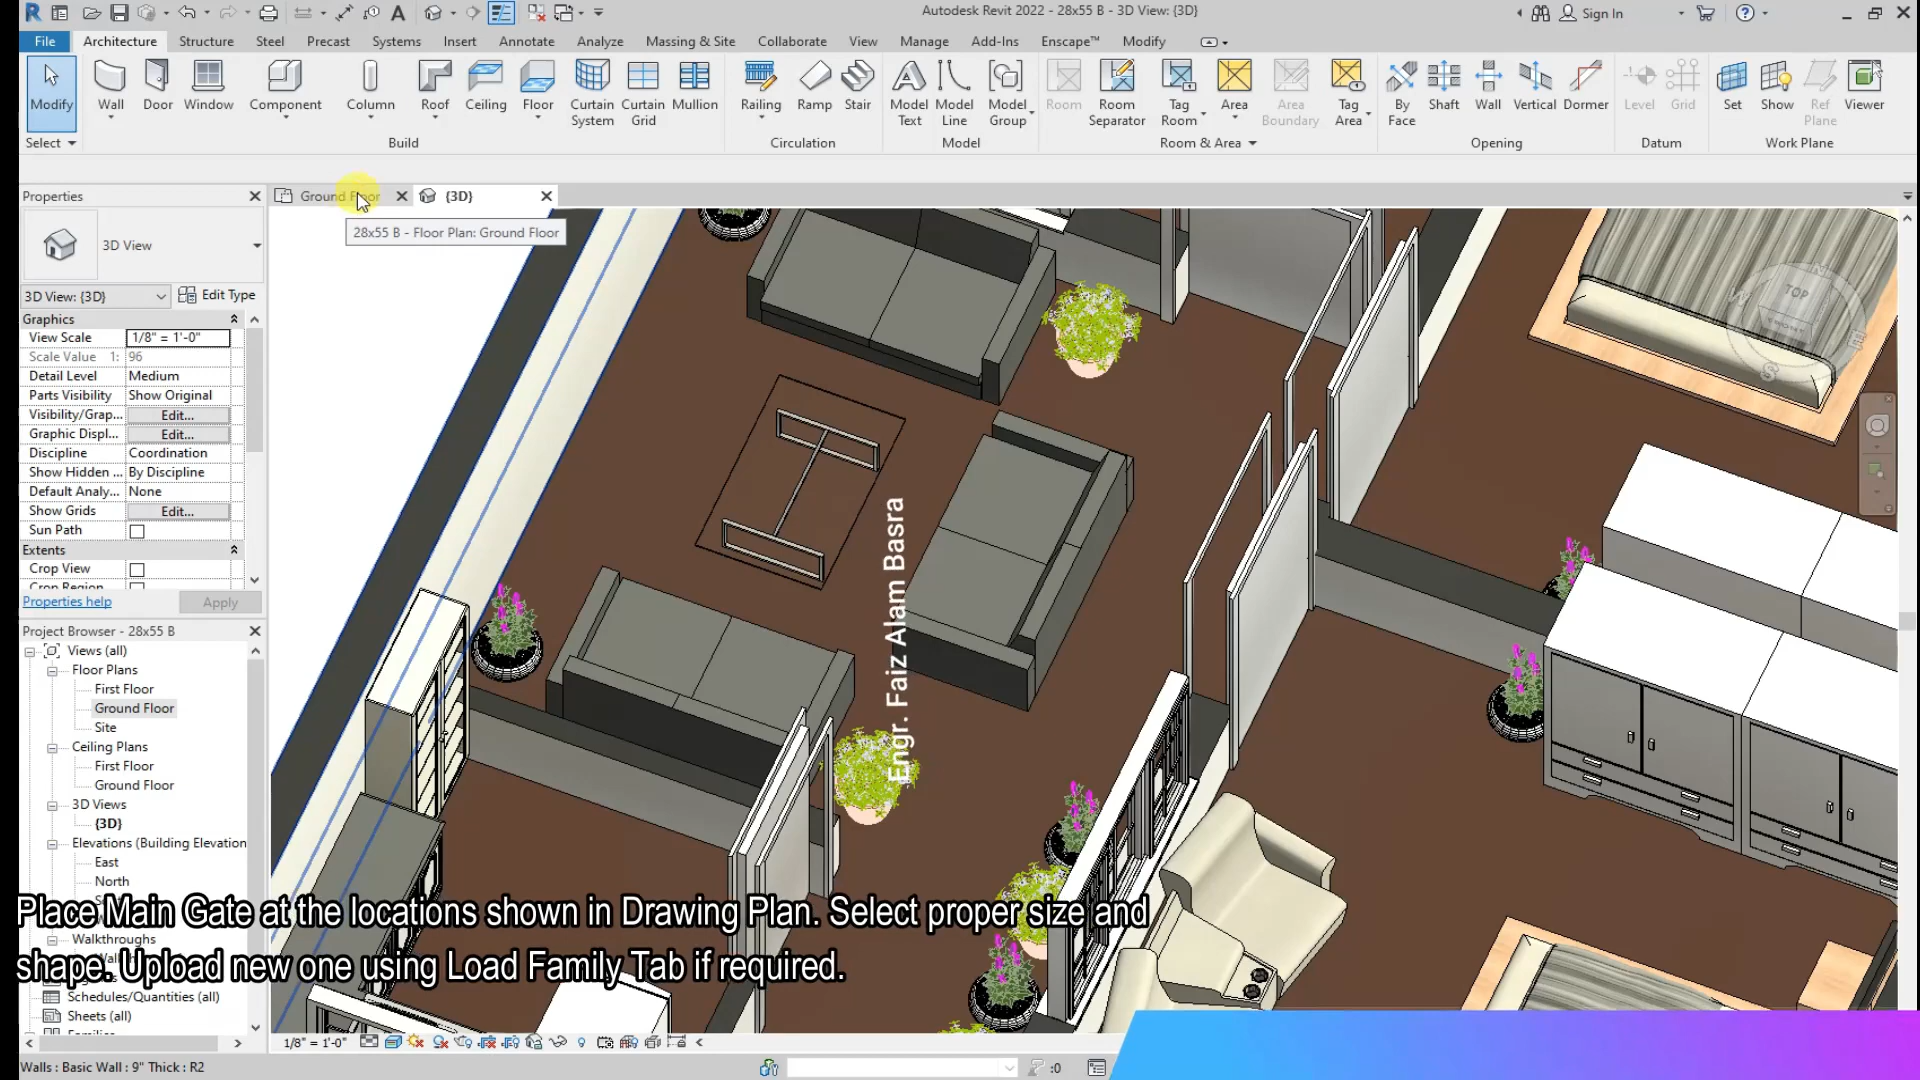 Autodesk Revit 2022 - 28x55 B - 3D View: {3D}
Sign In
File
Architecture
Structure
Steel
Precast
Systems
Insert
Annotate
Analyze
Massing & Site
Collaborate
View
Manage
Add-Ins
Enscape™
Modify
Modify
Wall
Door
Window
Component
Column
Roof
Ceiling
Floor
Curtain System
Curtain Grid
Mullion
Railing
Ramp
Stair
Model Text
Model Line
Model Group
Room
Room Separator
Tag Room
Area
Area Boundary
Tag Area
By Face
Shaft
Wall
Vertical
Dormer
Level
Grid
Set
Show
Ref Plane
Viewer
Select
Build
Circulation
Model
Room & Area
Opening
Datum
Work Plane
Properties
Ground Floor
{3D}
28x55 B - Floor Plan: Ground Floor
3D View
3D View: {3D}
Edit Type
Graphics
View Scale 1/8" = 1'-0"
Scale Value 1: 96
Detail Level Medium
Parts Visibility Show Original
Visibility/Grap... Edit...
Graphic Displ... Edit...
Discipline Coordination
Show Hidden ... By Discipline
Default Analy... None
Show Grids Edit...
Sun Path
Extents
Crop View
Crop Region
Properties help
Apply
Project Browser - 28x55 B
Views (all)
Floor Plans
First Floor
Ground Floor
Site
Ceiling Plans
First Floor
Ground Floor
3D Views
{3D}
Elevations (Building Elevation
East
North
Walkthroughs
Schedules/Quantities (all)
Sheets (all)
Families
TOP
FRONT
Engr. Faiz Alam Basra
Place Main Gate at the locations shown in Drawing Plan. Select proper size and
shape. Upload new one using Load Family Tab if required.
1/8" = 1'-0"
Walls : Basic Wall : 9" Thick : R2
:0